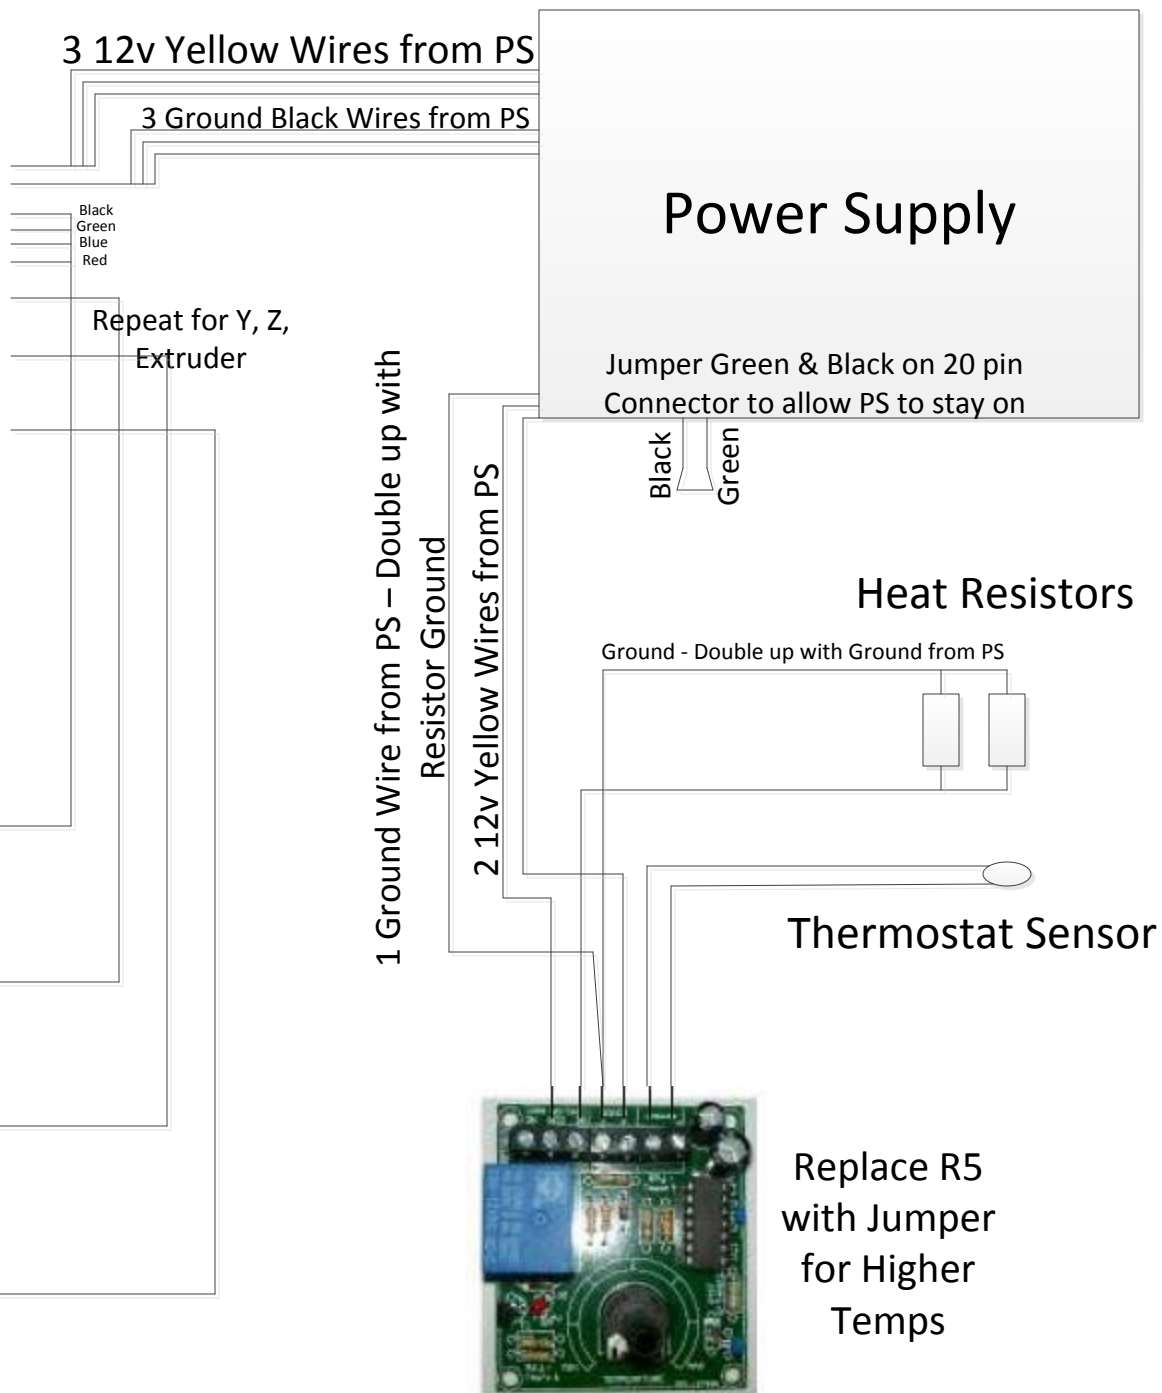 3 12v Yellow Wires from PS
3 Ground Black Wires from PS
Power Supply
Black
Green
Blue
Red
Repeat for Y, Z,
Extruder
Jumper Green & Black on 20 pin
Connector to allow PS to stay on
Black
Green
1 Ground Wire from PS – Double up with
Resistor Ground
2 12v Yellow Wires from PS
Heat Resistors
Ground - Double up with Ground from PS
Thermostat Sensor
Replace R5
with Jumper
for Higher
Temps